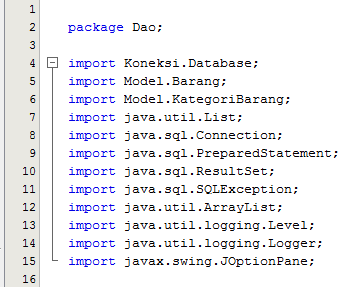 1
2 package Dao;
3
4 import Koneksi.Database;
5 import Model.Barang;
6 import Model.KategoriBarang;
7 import java.util.List;
8 import java.sql.Connection;
9 import java.sql.PreparedStatement;
10 import java.sql.ResultSet;
11 import java.sql.SQLException;
12 import java.util.ArrayList;
13 import java.util.logging.Level;
14 import java.util.logging.Logger;
15 import javax.swing.JOptionPane;
16